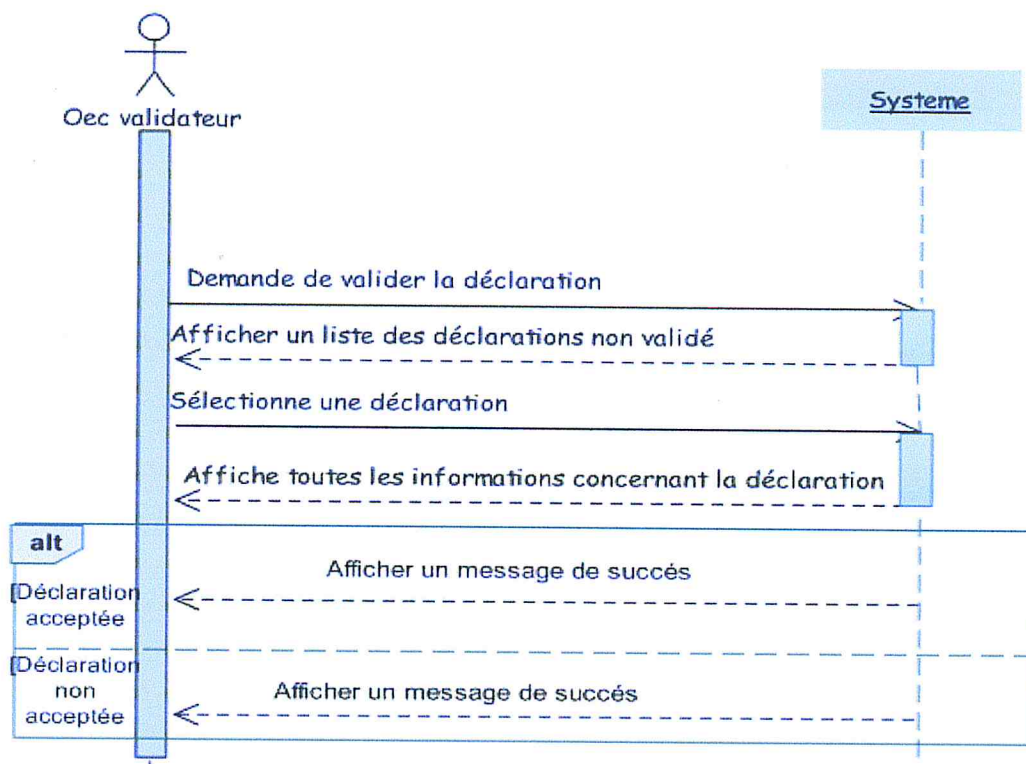 Oec validateur
Systeme
Demande de valider la déclaration
Afficher un liste des déclarations non validé
Sélectionne une déclaration
Affiche toutes les informations concernant la déclaration
alt
Afficher un message de succés
[Déclaration
acceptée
[Déclaration
non
acceptée
Afficher un message de succés